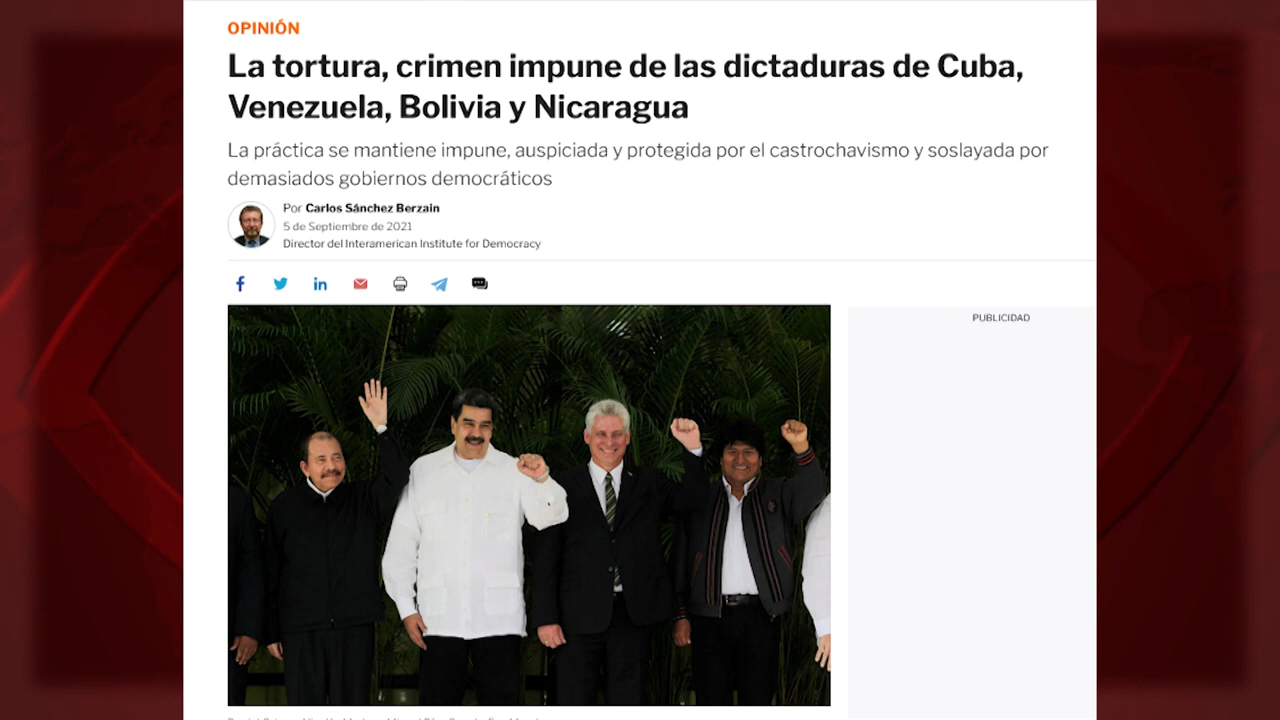 OPINIÓN
La tortura, crimen impune de las dictaduras de Cuba,
Venezuela, Bolivia y Nicaragua
La práctica se mantiene impune, auspiciada y protegida por el castrochavismo y soslayada por
demasiados gobiernos democráticos
Por Carlos Sánchez Berzain
5 de Septiembre de 2021
Director del Interamerican Institute for Democracy
PUBLICIDAD